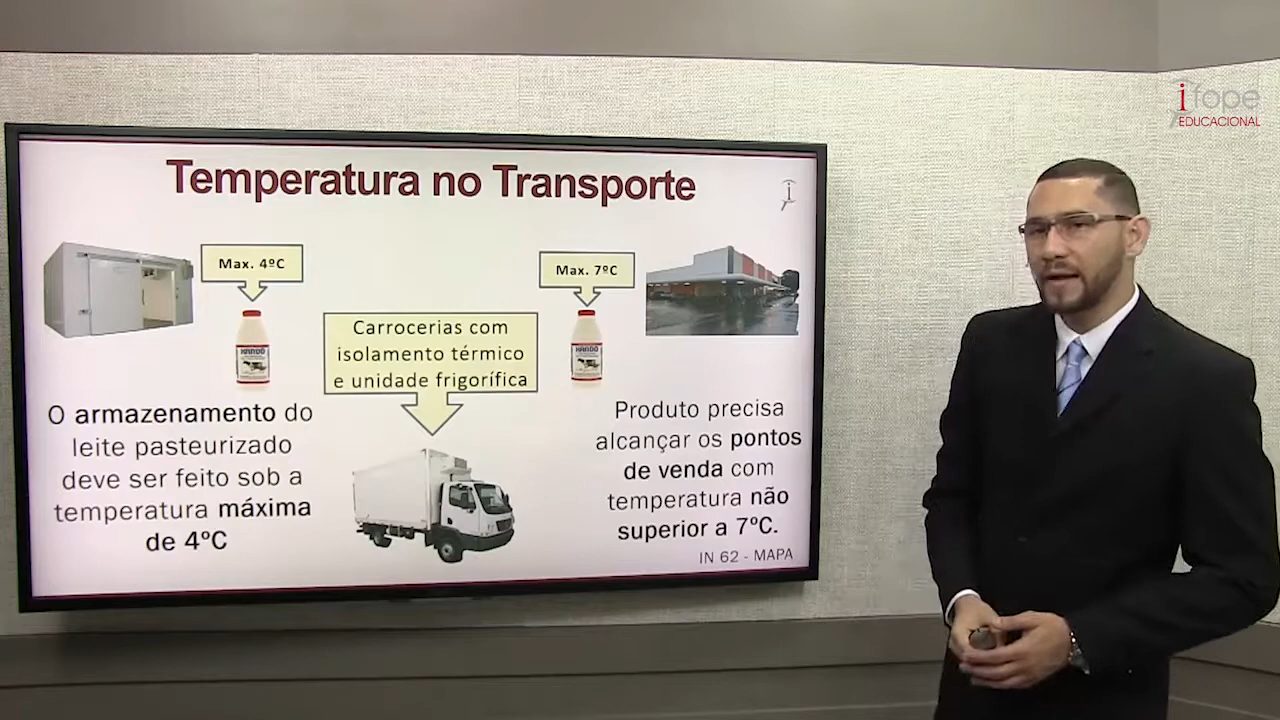 ifope
EDUCACIONAL
Temperatura no Transporte
Max. 4ºC
Max. 7ºC
XANDÔ
XANDÔ
Carrocerias com
isolamento térmico
e unidade frigorífica
O armazenamento do
leite pasteurizado
deve ser feito sob a
temperatura máxima
de 4ºC
Produto precisa
alcançar os pontos
de venda com
temperatura não
superior a 7ºC.
IN 62 - MAPA